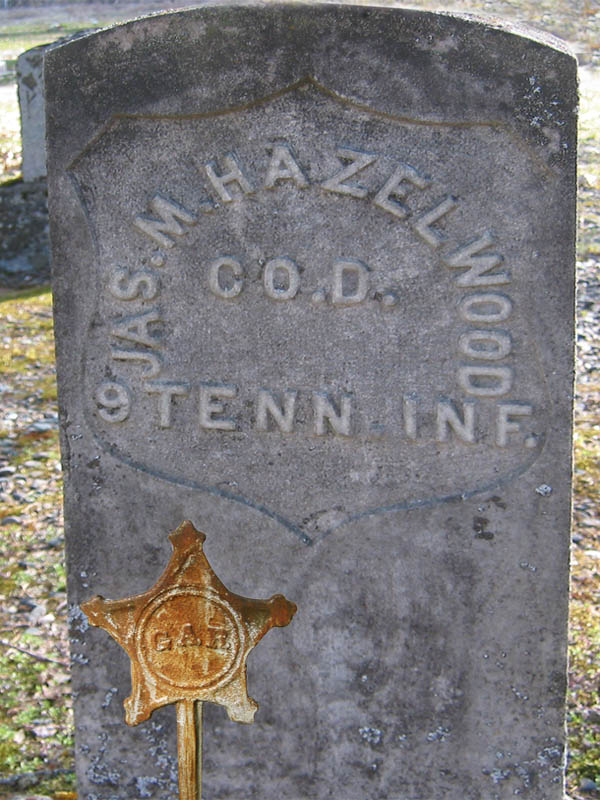 JAS. M. HAZELWOOD
CO. D.
9 TENN. INF.
G.A.R